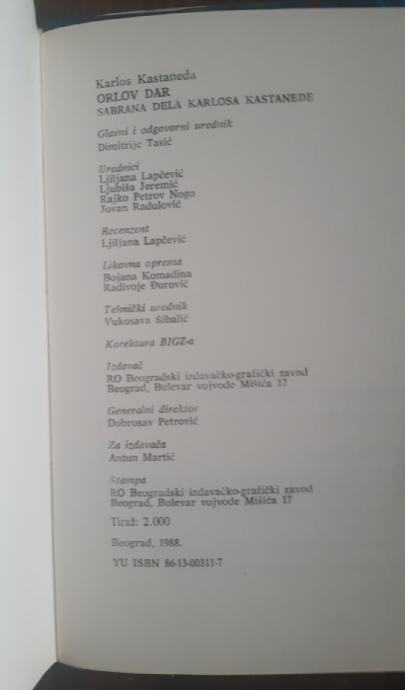 Karlos Kastaneda
ORLOV DAR
SABRANA DELA KARLOSA KASTANEDE
Glavni i odgovorni urednik
Dimitrije Tasić
Urednici
Ljiljana Lapčević
Ljubiša Jeremić
Rajko Petrov Nogo
Jovan Radulović
Recenzent
Ljiljana Lapčević
Likovna oprema
Bojana Komadina
Radivoje Đurović
Tehnički urednik
Vukosava Šibalić
Korektura BIGZ-a
Izdavač
RO Beogradski izdavačko-grafički zavod
Beograd, Bulevar vojvode Mišića 17
Generalni direktor
Dobrosav Petrović
Za izdavača
Antun Martić
Štampa
RO Beogradski izdavačko-grafički zavod
Beograd, Bulevar vojvode Mišića 17
Tiraž: 2.000
Beograd, 1988.
YU ISBN 86-13-00311-7